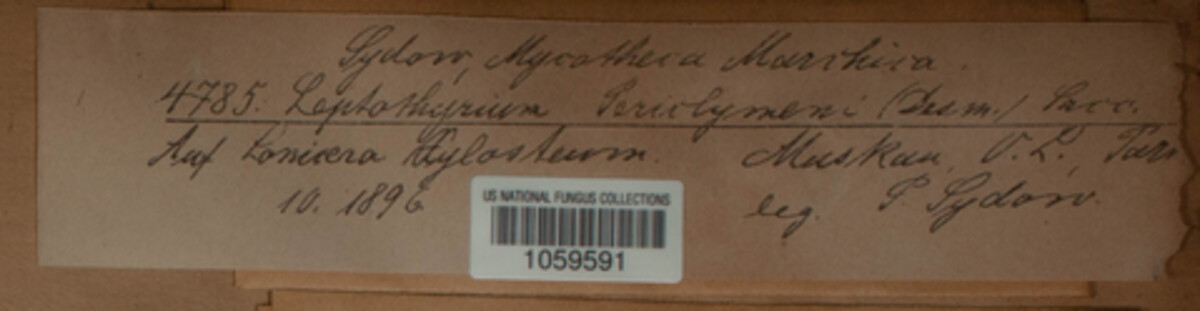 Sydow, Mycotheca Marchica.
4785. Leptothyrium Periclymeni (Desm.) Sacc.
Auf Lonicera Xylosteum. Muskau, O. L.,
10. 1896 leg. P. Sydow.
US NATIONAL FUNGUS COLLECTIONS
1059591